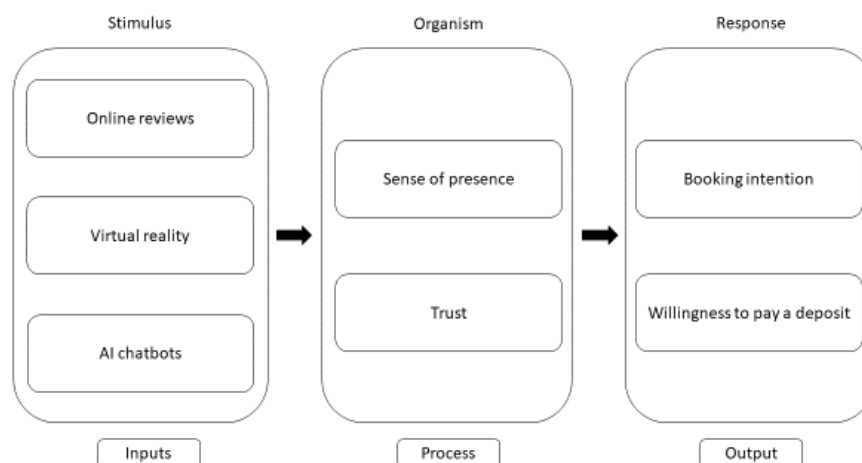 Stimulus
Organism
Response
Online reviews
Virtual reality
AI chatbots
Sense of presence
Trust
Booking intention
Willingness to pay a deposit
Inputs
Process
Output